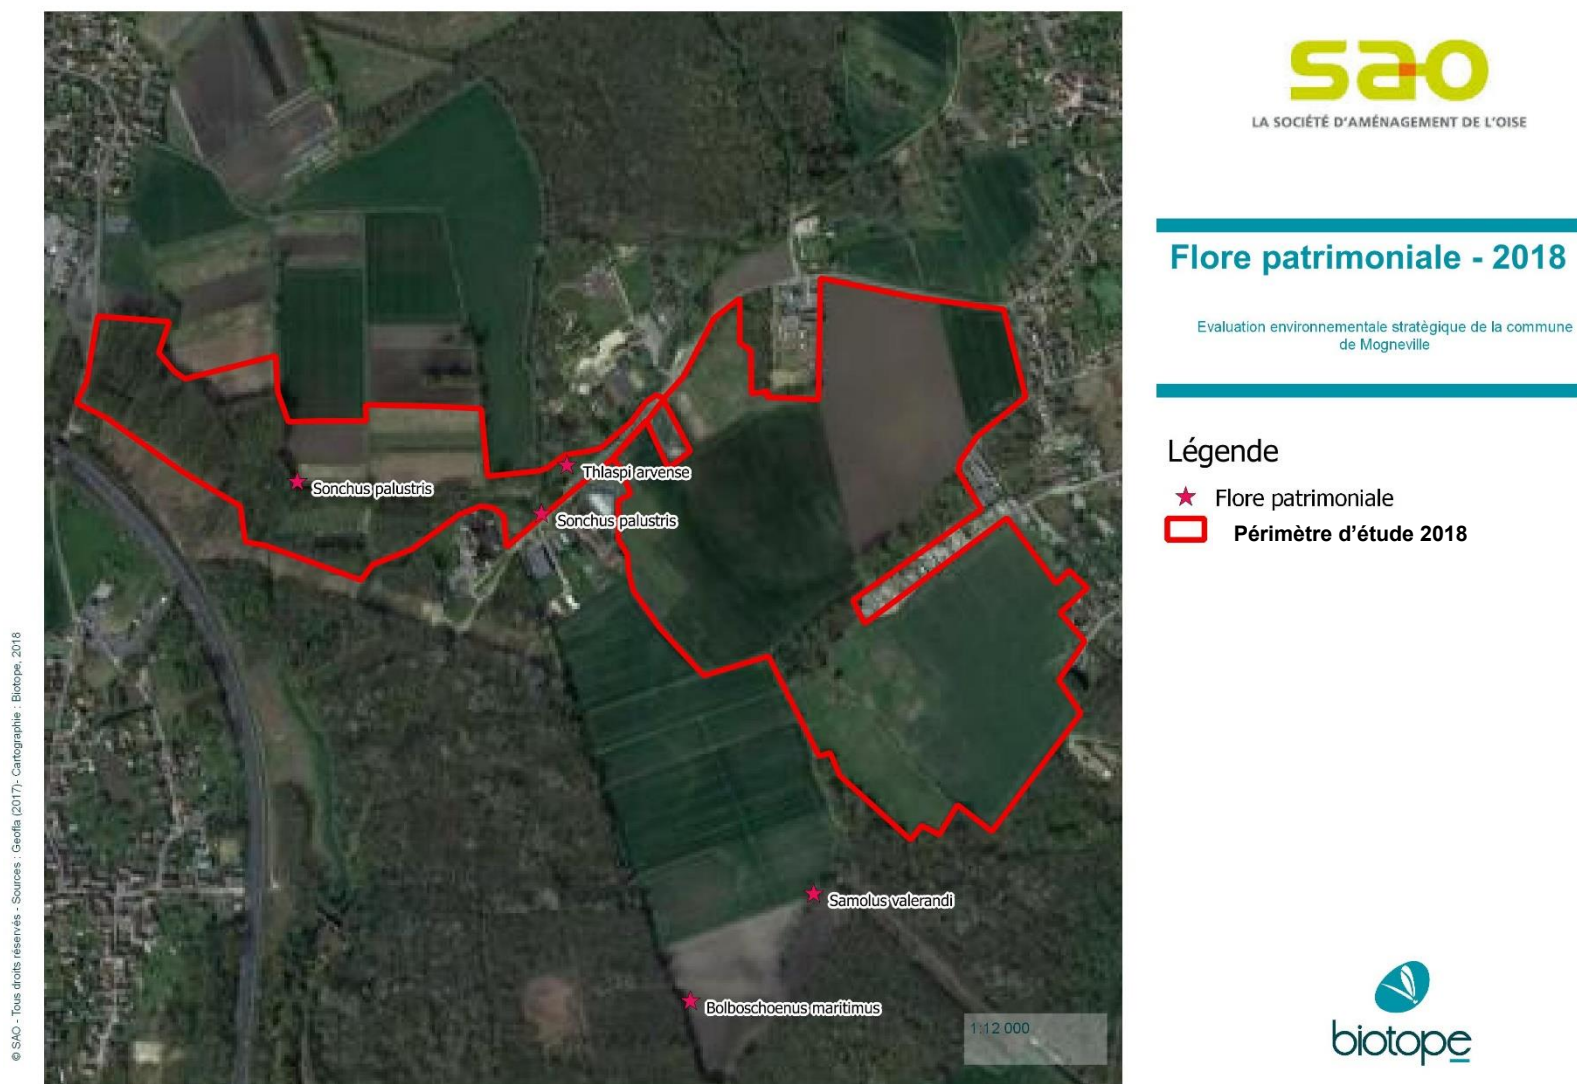 sao
LA SOCIÉTÉ D'AMÉNAGEMENT DE L'OISE
Flore patrimoniale - 2018
Evaluation environnementale stratègique de la commune
de Mogneville
Légende
Flore patrimoniale
Périmètre d'étude 2018
Thlaspi arvense
Sonchus palustris
Sonchus palustris
Samolus valerandi
Bolboschoenus maritimus
1:12 000
© SAO - Tous droits réservés - Sources : Geofla (2017)- Cartographie : Biotope, 2018
biotope